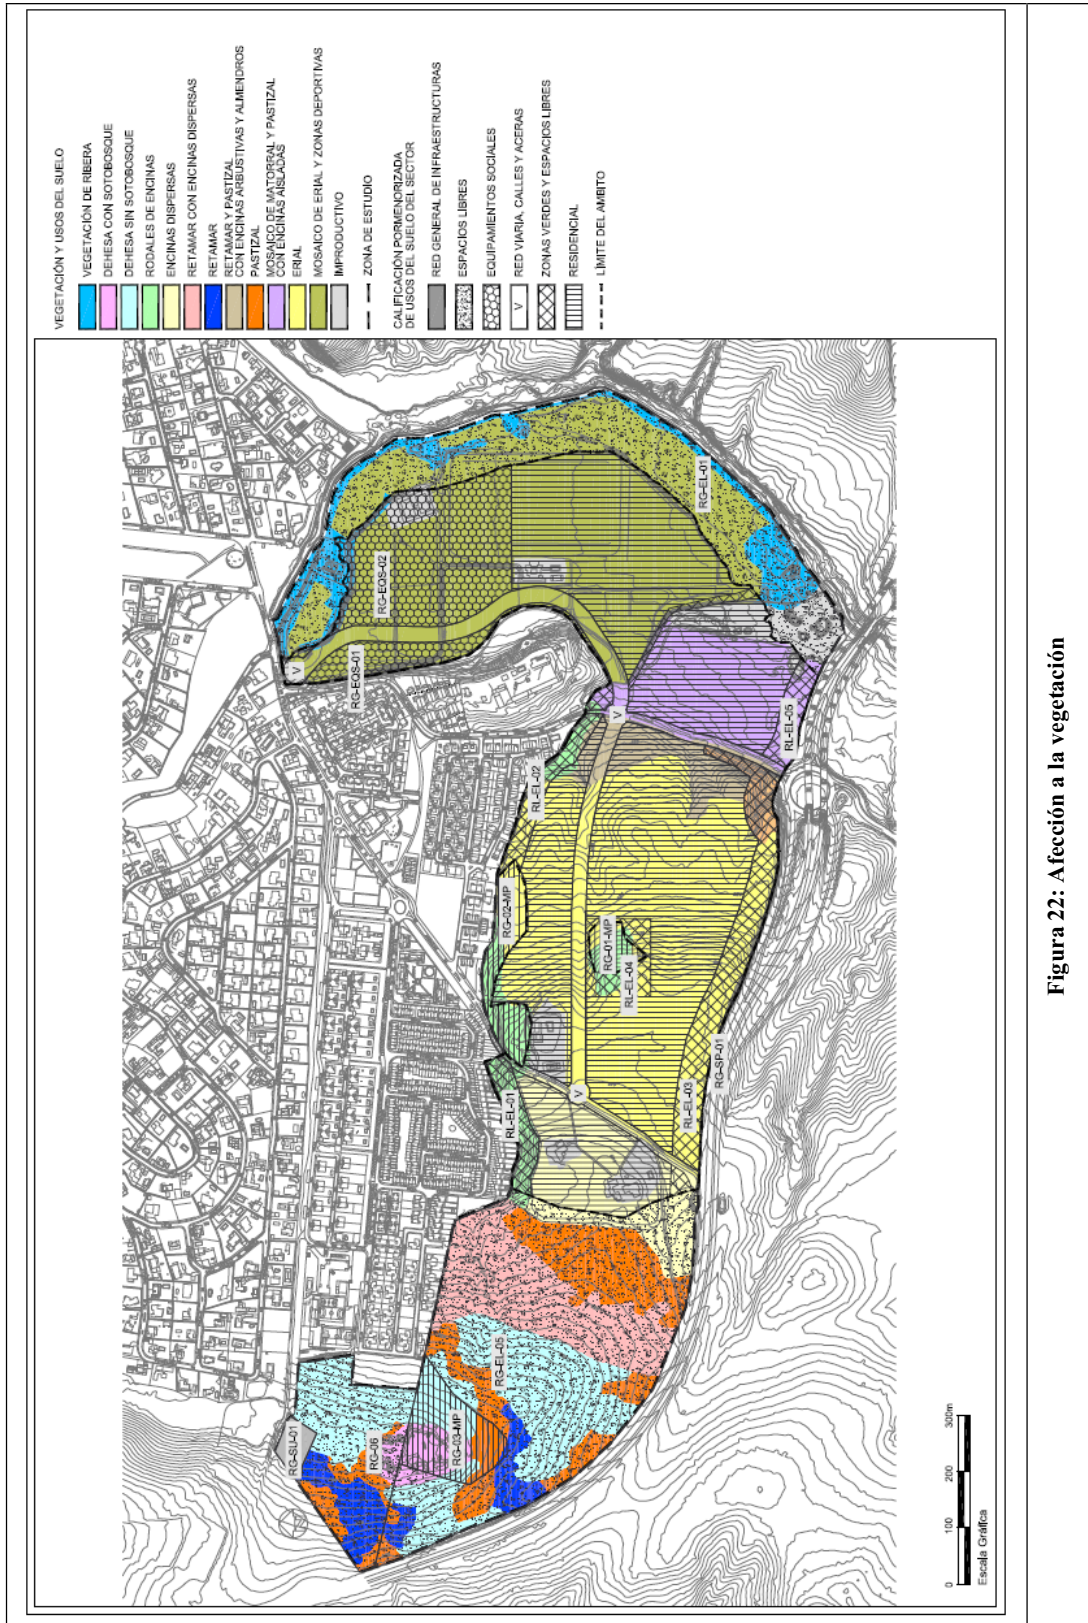 VEGETACIÓN Y USOS DEL SUELO
VEGETACIÓN DE RIBERA
DEHESA CON SOTOBOSQUE
DEHESA SIN SOTOBOSQUE
RODALES DE ENCINAS
ENCINAS DISPERSAS
RETAMAR CON ENCINAS DISPERSAS
RETAMAR
RETAMAR Y PASTIZAL
CON ENCINAS ARBUSTIVAS Y ALMENDROS
PASTIZAL
MOSAICO DE MATORRAL Y PASTIZAL
CON ENCINAS AISLADAS
ERIAL
MOSAICO DE ERIAL Y ZONAS DEPORTIVAS
IMPRODUCTIVO
ZONA DE ESTUDIO
CALIFICACIÓN PORMENORIZADA
DE USOS DEL SUELO DEL SECTOR
RED GENERAL DE INFRAESTRUCTURAS
ESPACIOS LIBRES
EQUIPAMIENTOS SOCIALES
V
RED VIARIA, CALLES Y ACERAS
ZONAS VERDES Y ESPACIOS LIBRES
RESIDENCIAL
LÍMITE DEL AMBITO
RG-SU-01
RG-06
RG-03-MP
RG-EL-05
RL-EL-01
RG-02-MP
RL-EL-02
RG-01-MP
RL-EL-04
RL-EL-03
RG-SP-01
V
V
V
RG-EQS-01
RG-EQS-02
RG-EL-01
RL-EL-05
0 100 200 300m
Escala Gráfica
Figura 22: Afección a la vegetación